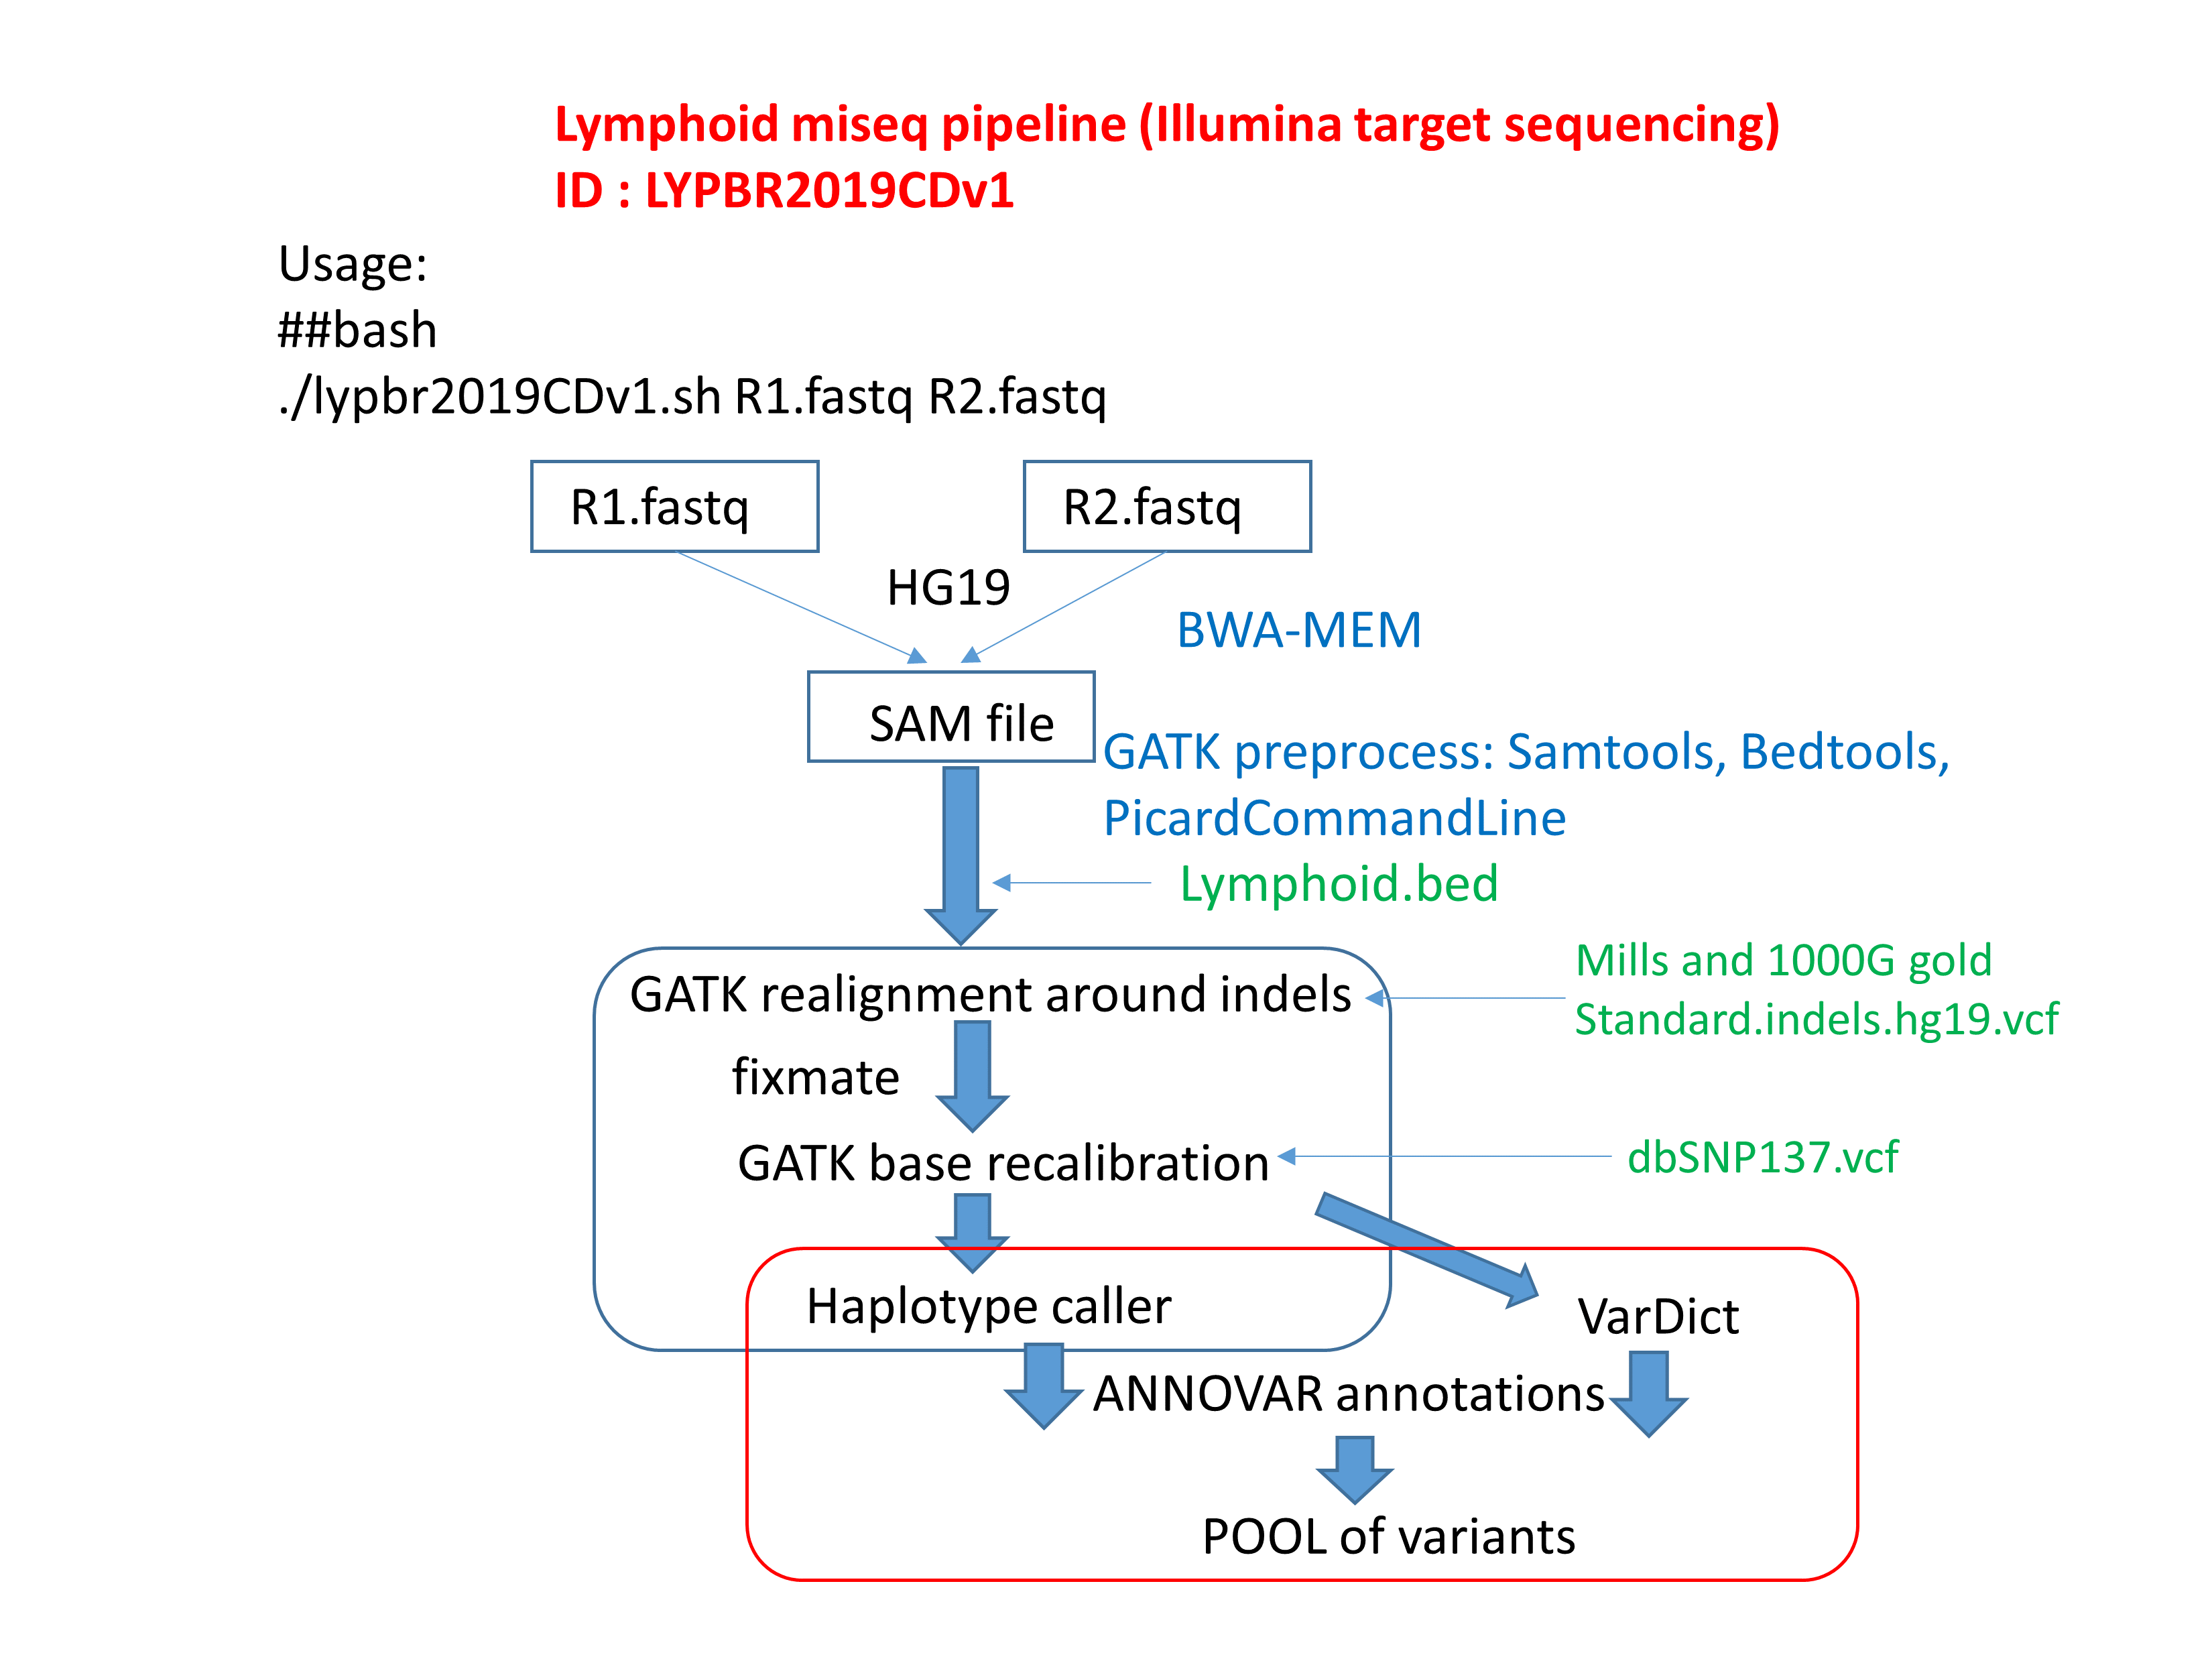 Lymphoid miseq pipeline (Illumina target sequencing)
ID : LYPBR2019CDv1
Usage:
##bash
./lypbr2019CDv1.sh R1.fastq R2.fastq
R1.fastq
R2.fastq
HG19
BWA-MEM
SAM file
GATK preprocess: Samtools, Bedtools,
PicardCommandLine
Lymphoid.bed
Mills and 1000G gold
Standard.indels.hg19.vcf
GATK realignment around indels
fixmate
GATK base recalibration
dbSNP137.vcf
Haplotype caller
VarDict
ANNOVAR annotations
POOL of variants